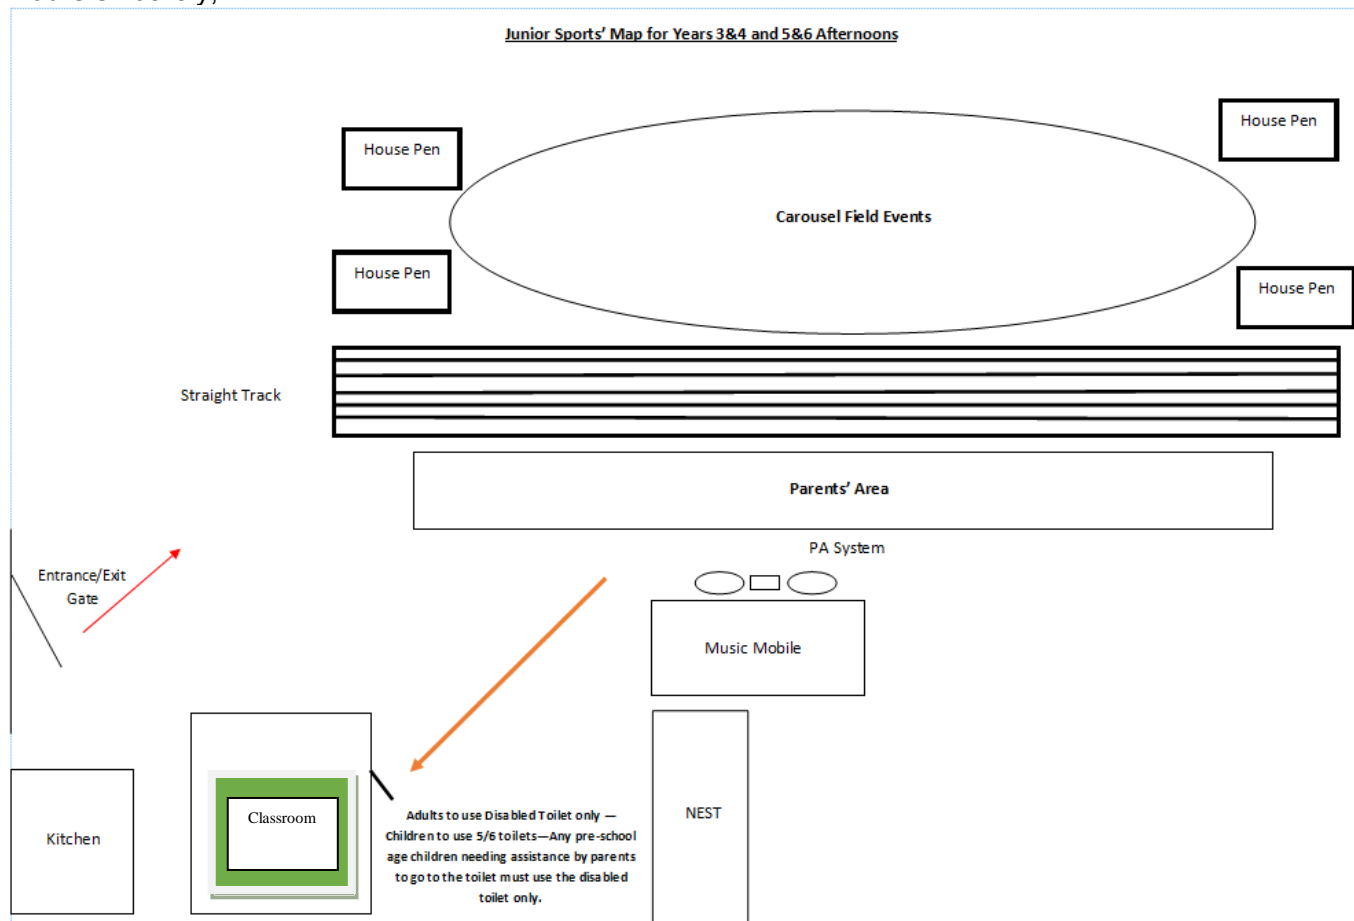 Junior Sports' Map for Years 3&4 and 5&6 Afternoons
House Pen
House Pen
Carousel Field Events
House Pen
House Pen
Straight Track
Parents' Area
PA System
Entrance/Exit
Gate
Music Mobile
Classroom
NEST
Kitchen
Adults to use Disabled Toilet only —
Children to use 5/6 toilets—Any pre-school
age children needing assistance by parents
to go to the toilet must use the disabled
toilet only.